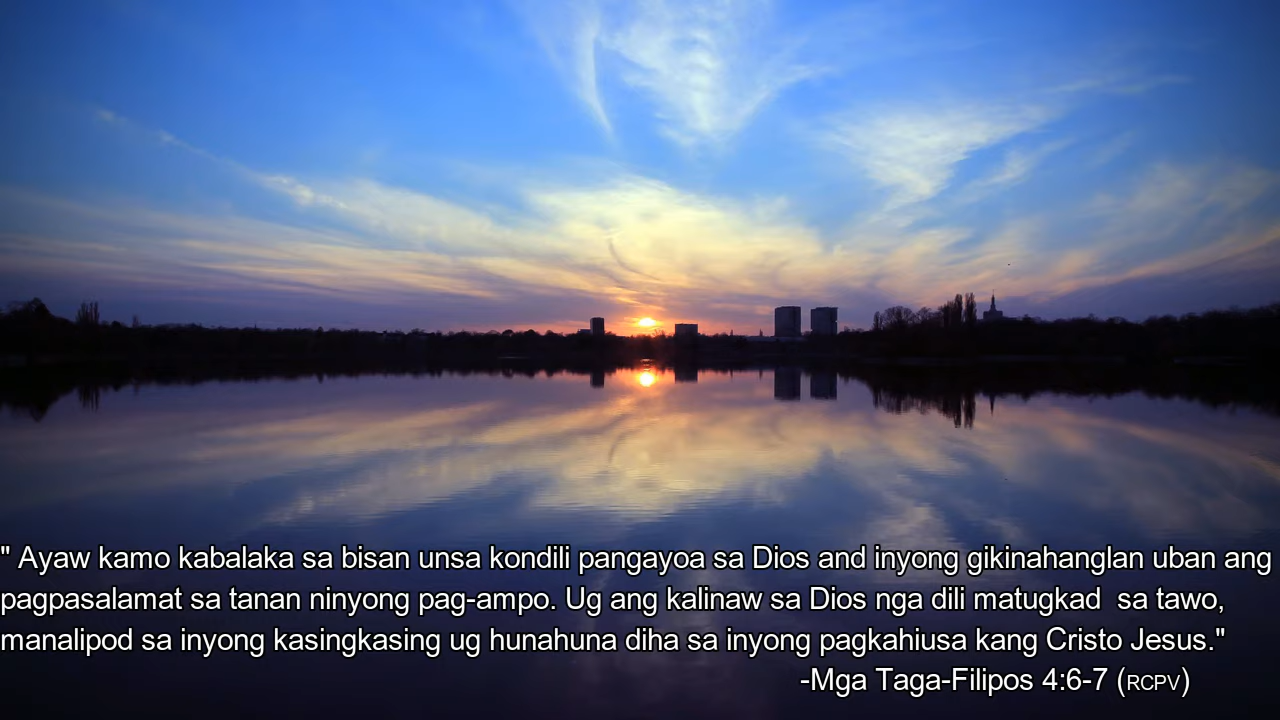 " Ayaw kamo kabalaka sa bisan unsa kondili pangayoa sa Dios and inyong gikinahanglan uban ang
pagpasalamat sa tanan ninyong pag-ampo. Ug ang kalinaw sa Dios nga dili matugkad  sa tawo,
manalipod sa inyong kasingkasing ug hunahuna diha sa inyong pagkahiusa kang Cristo Jesus."
-Mga Taga-Filipos 4:6-7 (RCPV)